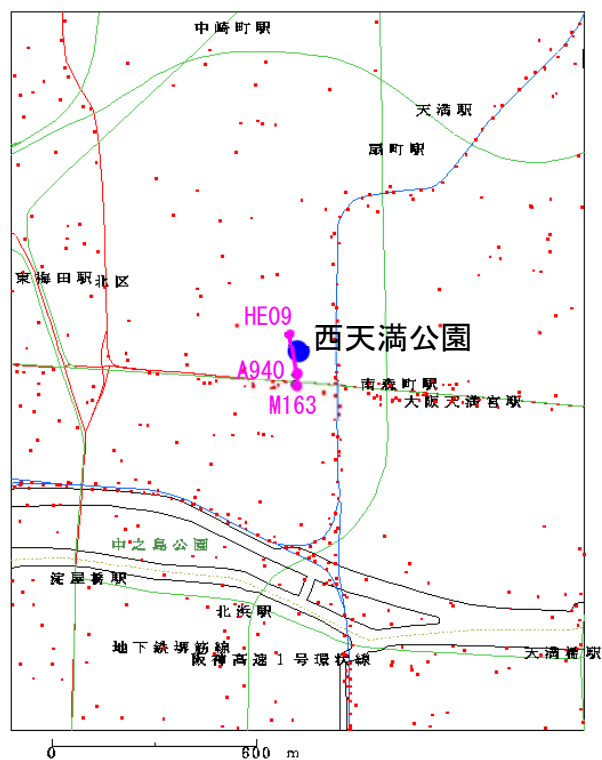 中崎町駅
天満駅
扇町駅
東梅田駅
北区
HE09
西天満公園
A940
南森町駅
M163
大阪天満宮駅
中之島公園
淀屋橋駅
北浜駅
地下鉄堺筋線
阪神高速1号環状線
天満橋駅
0 600 m